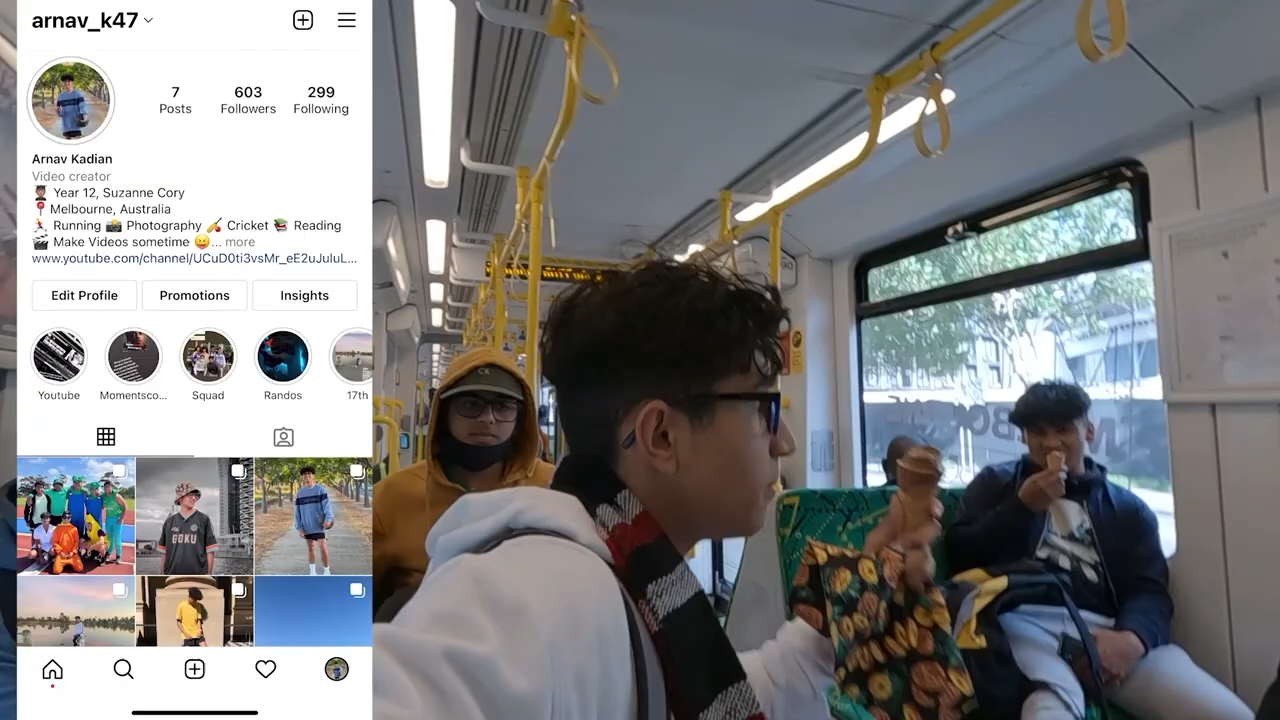 arnav_k47
7 603 299
Posts Followers Following
Arnav Kadian
Video creator
Year 12, Suzanne Cory
Melbourne, Australia
Running Cricket Photography Reading
Make Videos sometime ... more
www.youtube.com/channel/UCuD0ti3vsMr_eE2uJuluL...
Edit Profile Promotions Insights
Youtube Momentsco... Squad Randos 17th
GOKU
CK